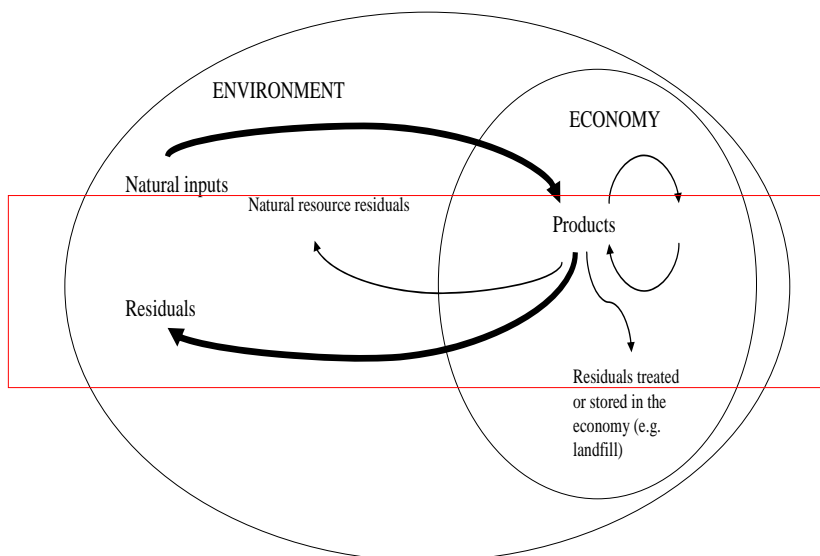 ENVIRONMENT
ECONOMY
Natural inputs
Natural resource residuals
Products
Residuals
Residuals treated
or stored in the
economy (e.g.
landfill)